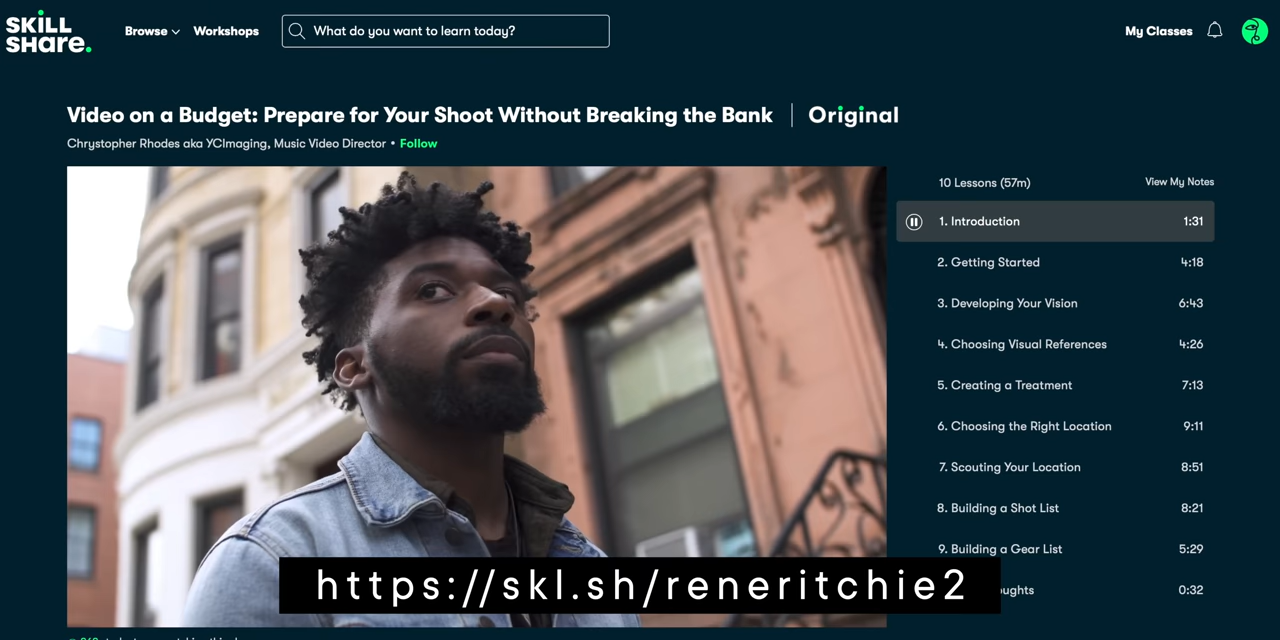 SKILL
SHare.
Browse
Workshops
What do you want to learn today?
My Classes
Video on a Budget: Prepare for Your Shoot Without Breaking the Bank | Original
Chrystopher Rhodes aka YCImaging, Music Video Director • Follow
10 Lessons (57m)
View My Notes
1. Introduction 1:31
2. Getting Started 4:18
3. Developing Your Vision 6:43
4. Choosing Visual References 4:26
5. Creating a Treatment 7:13
6. Choosing the Right Location 9:11
7. Scouting Your Location 8:51
8. Building a Shot List 8:21
9. Building a Gear List 5:29
oughts 0:32
https://skl.sh/reneritchie2